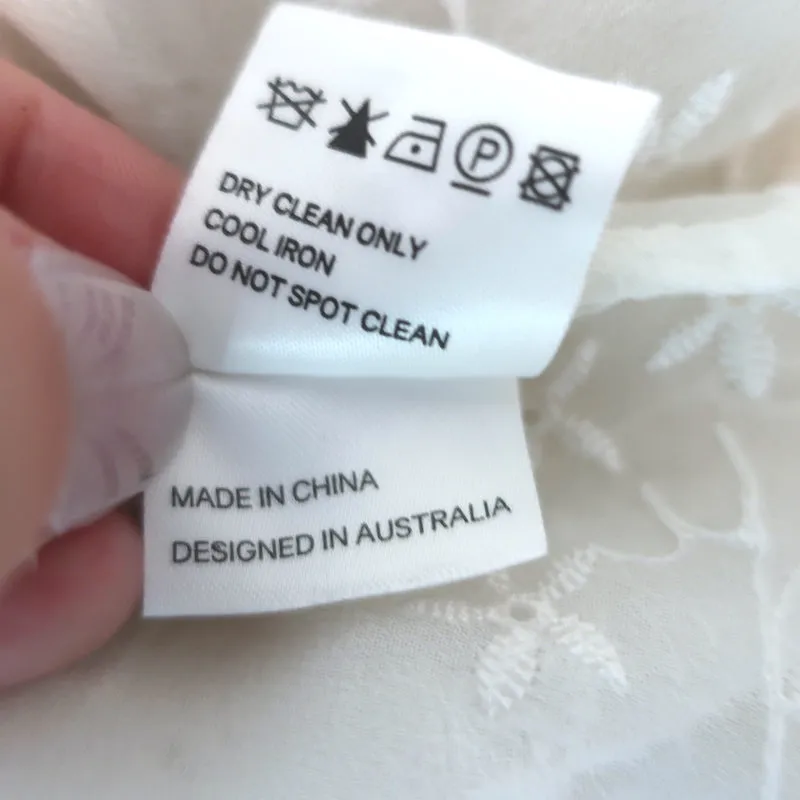 P
DRY CLEAN ONLY
COOL IRON
DO NOT SPOT CLEAN
MADE IN CHINA
DESIGNED IN AUSTRALIA